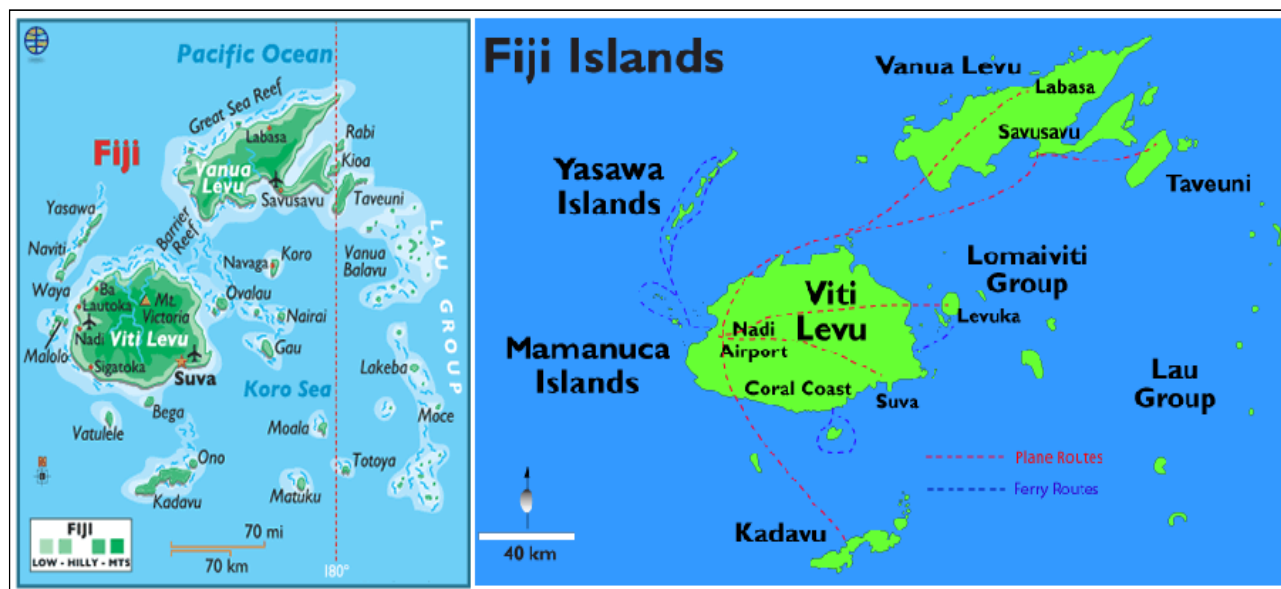 Pacific Ocean
Great Sea Reef
Labasa
Rabi
Fiji
Kioa
Vanua
Levu
Savusavu
Taveuni
Yasawa
Barrier
Reef
Naviti
Vanua
Balavu
LAU GROUP
Koro
Navaga
Waya
Ba
Ovalau
Lautoka
Mt.
Victoria
Nairai
Nadi
Viti Levu
Malolo
Gau
Sigatoka
Suva
Lakeba
Koro Sea
Bega
Vatulele
Moala
Moce
Ono
Totoya
Kadavu
Matuku
FIJI
LOW - HILLY - MTS
70 mi
70 km
180°
Fiji Islands
Vanua Levu
Labasa
Savusavu
Yasawa
Islands
Taveuni
Lomaiviti
Group
Viti
Levu
Levuka
Nadi
Airport
Mamanuca
Islands
Coral Coast
Suva
Lau
Group
Plane Routes
Ferry Routes
Kadavu
40 km